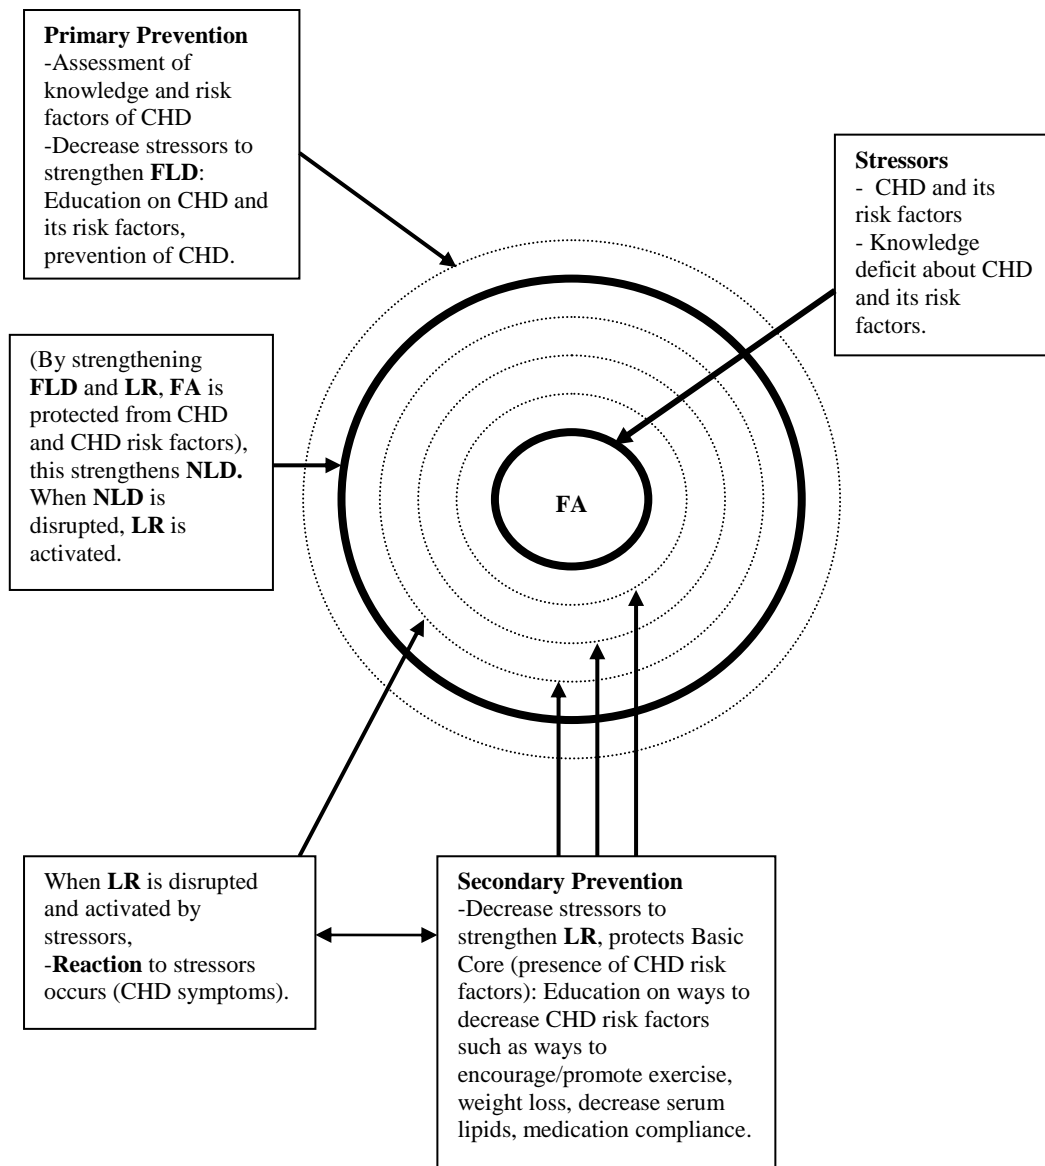 Primary Prevention
-Assessment of
knowledge and risk
factors of CHD
-Decrease stressors to
strengthen FLD:
Education on CHD and
its risk factors,
prevention of CHD.
Stressors
- CHD and its
risk factors
- Knowledge
deficit about CHD
and its risk
factors.
(By strengthening
FLD and LR, FA is
protected from CHD
and CHD risk factors),
this strengthens NLD.
When NLD is
disrupted, LR is
activated.
FA
When LR is disrupted
and activated by
stressors,
-Reaction to stressors
occurs (CHD symptoms).
Secondary Prevention
-Decrease stressors to
strengthen LR, protects Basic
Core (presence of CHD risk
factors): Education on ways to
decrease CHD risk factors
such as ways to
encourage/promote exercise,
weight loss, decrease serum
lipids, medication compliance.